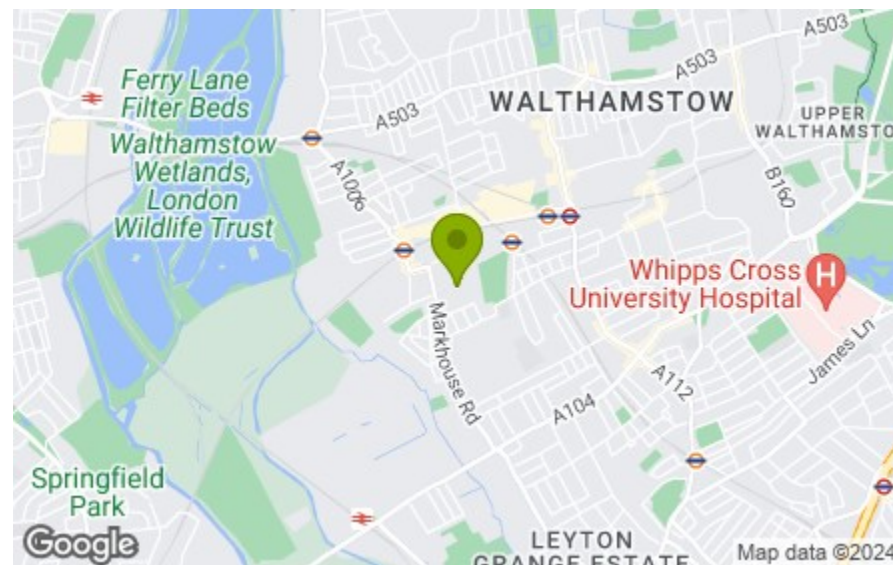 A503
A503
Ferry Lane
Filter Beds
Walthamstow
Wetlands,
London
Wildlife Trust
A503
WALTHAMSTOW
UPPER
WALTHAMSTO
B160
A1006
Whipps Cross
University Hospital
H
James Ln
Markhouse Rd
A112
A104
Springfield
Park
LEYTON
GRANGE ESTATE
Google
Map data ©2024